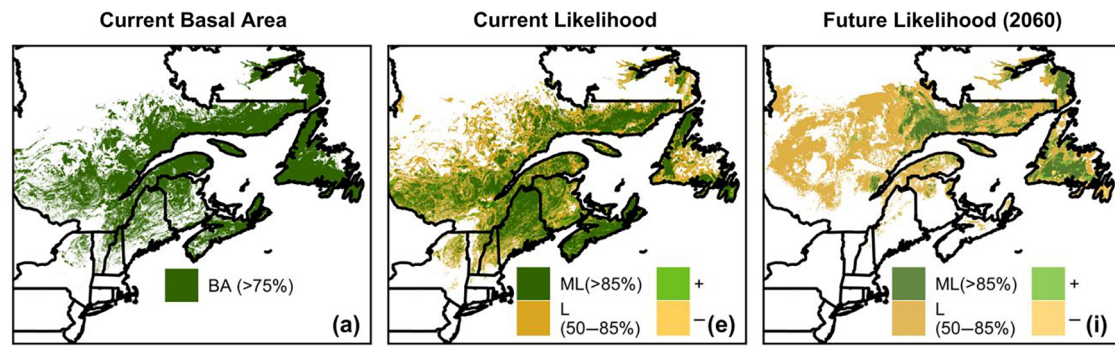 Current Basal Area
Current Likelihood
Future Likelihood (2060)
BA (>75%)
(a)
ML(>85%)
+
L
(50–85%)
–
(e)
ML(>85%)
+
L
(50–85%)
–
(i)